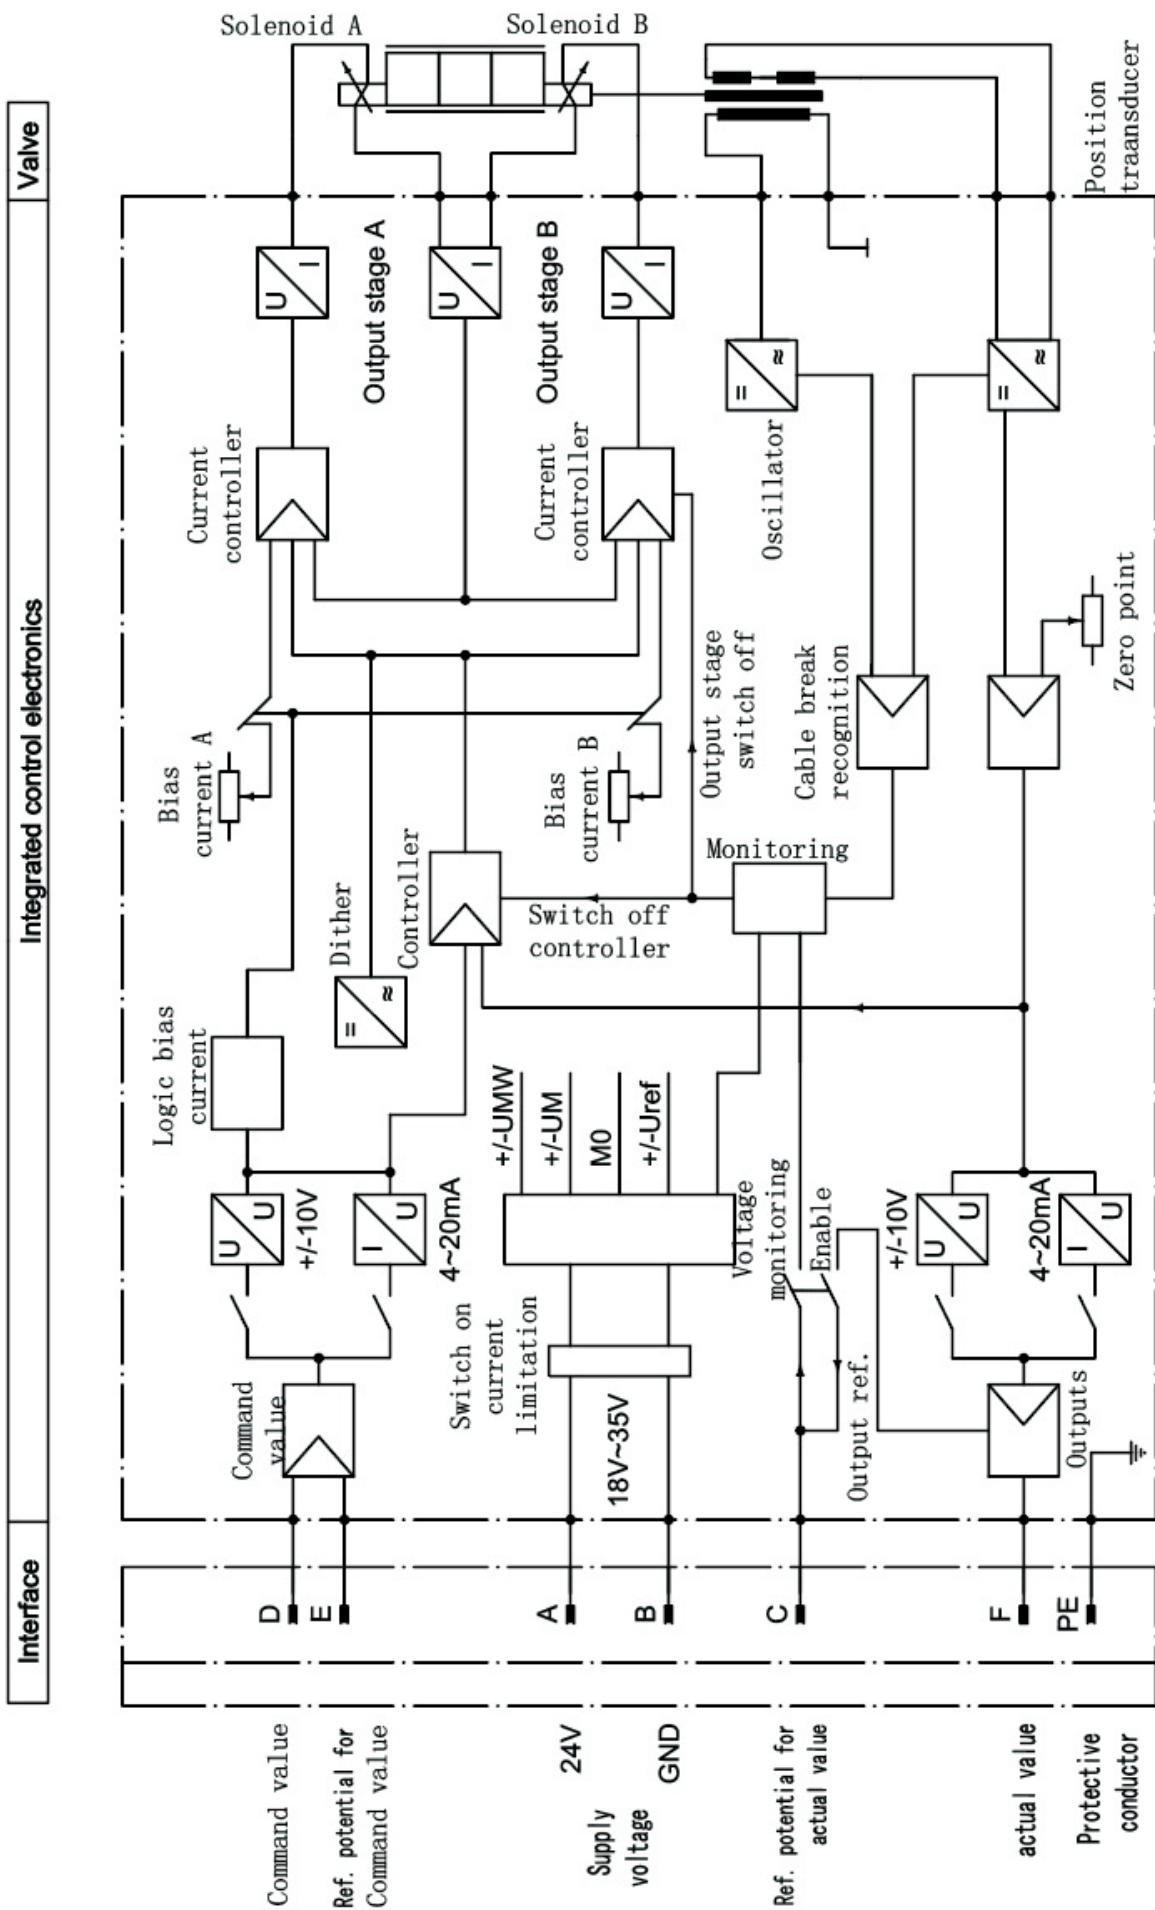 Interface
Integrated control electronics
Valve
Solenoid A
Solenoid B
Position
traansducer
U
I
Output stage A
U
I
Output stage B
U
I
Current
controller
Current
controller
=
≈
Oscillator
=
≈
Zero point
Bias
current A
Bias
current B
Output stage
switch off
Cable break
recognition
Monitoring
Switch off
controller
Controller
Dither
=
≈
Logic bias
current
U
U
+/-10V
I
U
4~20mA
+/-UMW
+/-UM
M0
+/-Uref
Voltage
monitoring
Enable
+/-10V
U
U
4~20mA
I
U
Command
value
Switch on
current
limitation
18V~35V
Output ref.
Outputs
D
E
A
B
C
F
PE
Command value
Ref. potential for
Command value
24V
GND
Supply
voltage
Ref. potential for
actual value
actual value
Protective
conductor